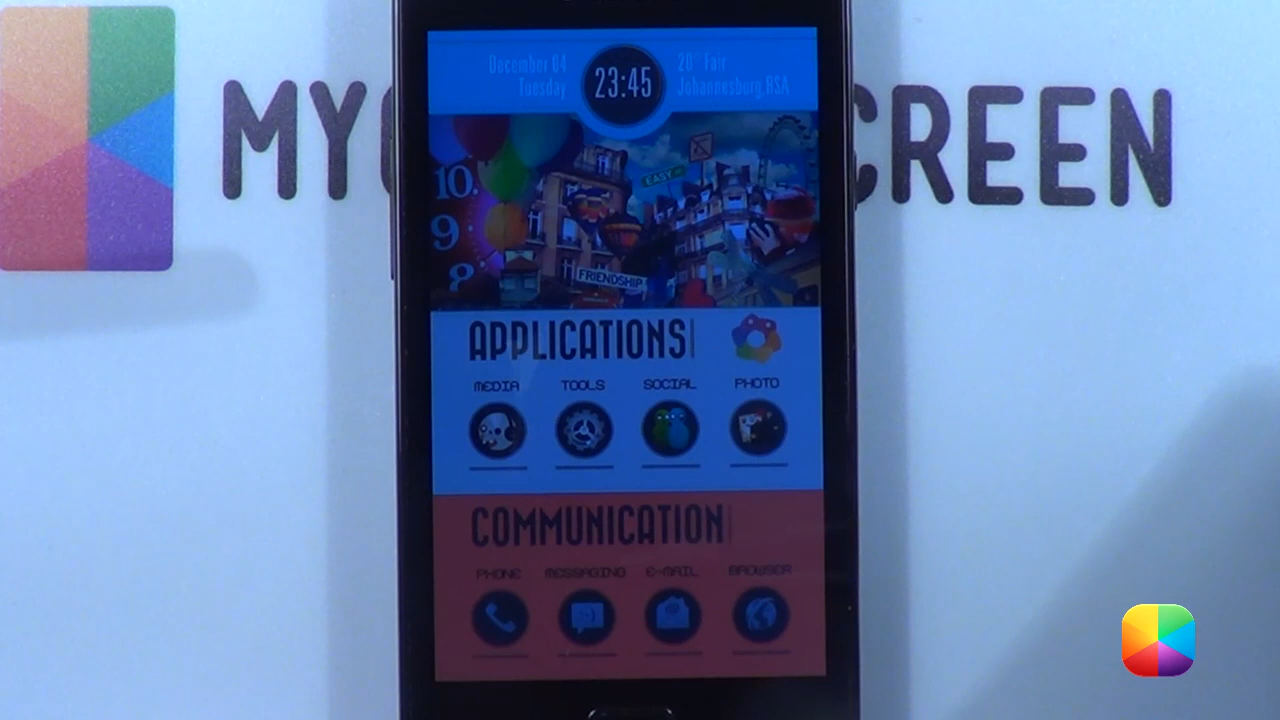 MY
CREEN
December 04
Tuesday
23:45
20° Fair
Johannesburg, RSA
10
9
8
EASY
FRIENDSHIP
APPLICATIONS
MEDIA TOOLS SOCIAL PHOTO
COMMUNICATION
PHONE MESSAGING E-MAIL BROWSER